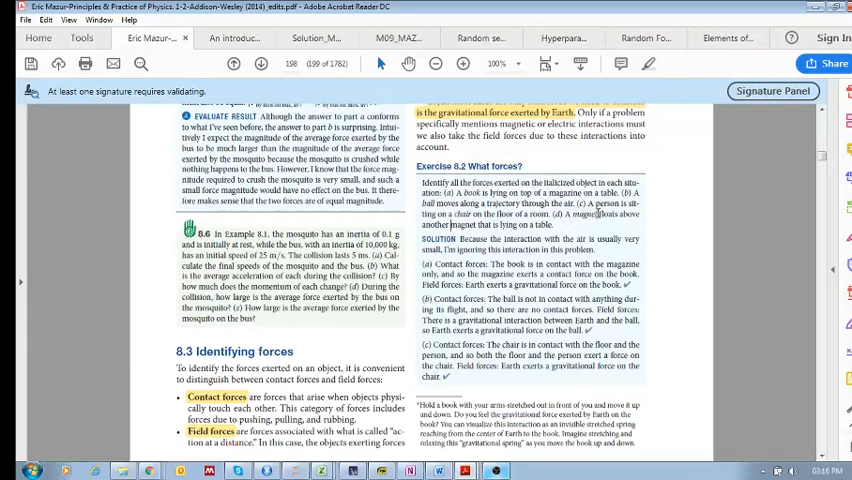 Eric Mazur-Principles & Practice of Physics. 1-2-Addison-Wesley (2014)_edits.pdf - Adobe Acrobat Reader DC
File Edit View Window Help
Home Tools Eric Mazur-... × An introduc... Solution_M... M09_MAZ... Random se... Hyperpara... Random Fo... Elements of... Sign In
198 (199 of 1782) 100% Share
At least one signature requires validating. Signature Panel
EVALUATE RESULT Although the answer to part a conforms
to what I've seen before, the answer to part b is surprising. Intui-
tively I expect the magnitude of the average force exerted by the
bus to be much larger than the magnitude of the average force
exerted by the mosquito because the mosquito is crushed while
nothing happens to the bus. However, I know that the force mag-
nitude required to crush the mosquito is very small, and such a
small force magnitude would have no effect on the bus. It there-
fore makes sense that the two forces are of equal magnitude.
8.6 In Example 8.1, the mosquito has an inertia of 0.1 g
and is initially at rest, while the bus, with an inertia of 10,000 kg,
has an initial speed of 25 m/s. The collision lasts 5 ms. (a) Cal-
culate the final speeds of the mosquito and the bus. (b) What
is the average acceleration of each during the collision? (c) By
how much does the momentum of each change? (d) During the
collision, how large is the average force exerted by the bus on
the mosquito? (e) How large is the average force exerted by the
mosquito on the bus?
8.3 Identifying forces
To identify the forces exerted on an object, it is convenient
to distinguish between contact forces and field forces:
• Contact forces are forces that arise when objects physi-
cally touch each other. This category of forces includes
forces due to pushing, pulling, and rubbing.
• Field forces are forces associated with what is called "ac-
tion at a distance." In this case, the objects exerting forces
is the gravitational force exerted by Earth. Only if a problem
specifically mentions magnetic or electric interactions must
we also take the field forces due to these interactions into
account.
Exercise 8.2 What forces?
Identify all the forces exerted on the italicized object in each situ-
ation: (a) A book is lying on top of a magazine on a table. (b) A
ball moves along a trajectory through the air. (c) A person is sit-
ting on a chair on the floor of a room. (d) A magnet floats above
another magnet that is lying on a table.
SOLUTION Because the interaction with the air is usually very
small, I'm ignoring this interaction in this problem.
(a) Contact forces: The book is in contact with the magazine
only, and so the magazine exerts a contact force on the book.
Field forces: Earth exerts a gravitational force on the book. ✓
(b) Contact forces: The ball is not in contact with anything dur-
ing its flight, and so there are no contact forces. Field forces:
There is a gravitational interaction between Earth and the ball,
so Earth exerts a gravitational force on the ball. ✓
(c) Contact forces: The chair is in contact with the floor and the
person, and so both the floor and the person exert a force on
the chair. Field forces: Earth exerts a gravitational force on the
chair. ✓
*Hold a book with your arms stretched out in front of you and move it up
and down. Do you feel the gravitational force exerted by Earth on the
book? You can visualize this interaction as an invisible stretched spring
reaching from the center of Earth to the book. Imagine stretching and
relaxing this "gravitational spring" as you move the book up and down.
03:16 PM